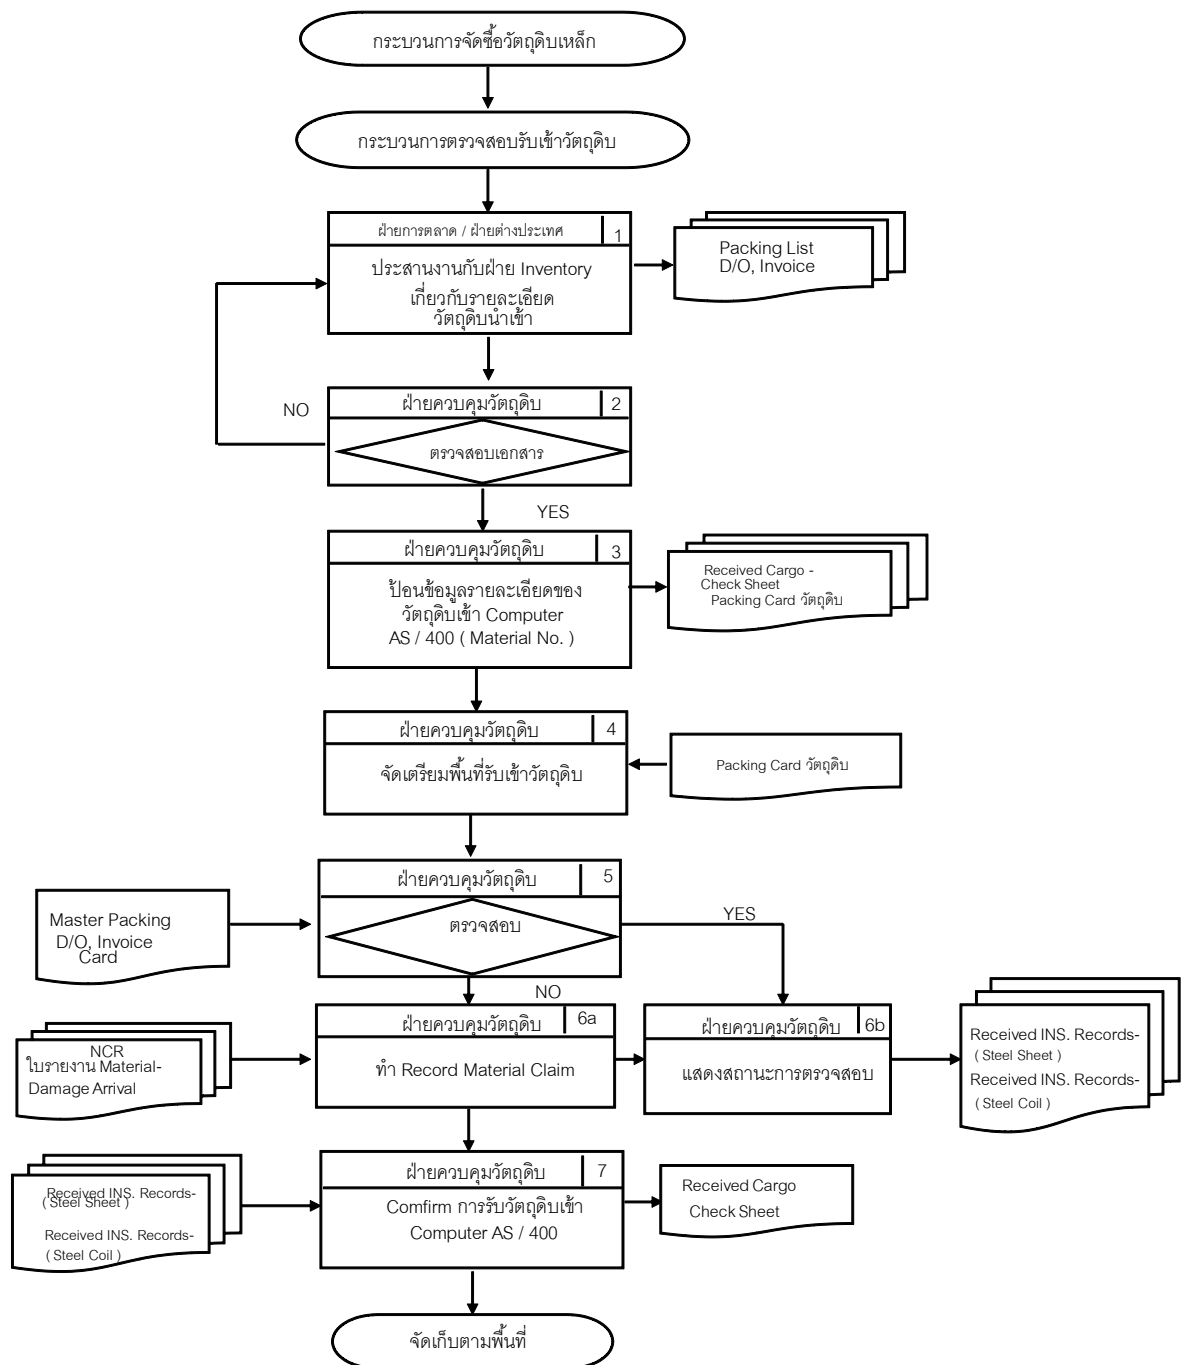 กระบวนการจัดซื้อวัตถุดิบเหล็ก
กระบวนการตรวจสอบรับเข้าวัตถุดิบ
ฝ่ายการตลาด / ฝ่ายต่างประเทศ
1
ประสานงานกับฝ่าย Inventory
เกี่ยวกับรายละเอียด
วัตถุดิบนำเข้า
Packing List
D/O, Invoice
ฝ่ายควบคุมวัตถุดิบ
2
NO
ตรวจสอบเอกสาร
YES
ฝ่ายควบคุมวัตถุดิบ
3
ป้อนข้อมูลรายละเอียดของ
วัตถุดิบเข้า Computer
AS / 400 ( Material No. )
Received Cargo -
Check Sheet
Packing Card วัตถุดิบ
ฝ่ายควบคุมวัตถุดิบ
4
จัดเตรียมพื้นที่รับเข้าวัตถุดิบ
Packing Card วัตถุดิบ
ฝ่ายควบคุมวัตถุดิบ
5
ตรวจสอบ
YES
Master Packing
D/O, Invoice
Card
NO
ฝ่ายควบคุมวัตถุดิบ
6a
ทำ Record Material Claim
NCR
ใบรายงาน Material-
Damage Arrival
ฝ่ายควบคุมวัตถุดิบ
6b
แสดงสถานะการตรวจสอบ
Received INS. Records-
( Steel Sheet )
Received INS. Records-
( Steel Coil )
ฝ่ายควบคุมวัตถุดิบ
7
Comfirm การรับวัตถุดิบเข้า
Computer AS / 400
Received INS. Records-
( Steel Sheet )
Received INS. Records-
( Steel Coil )
Received Cargo
Check Sheet
จัดเก็บตามพื้นที่